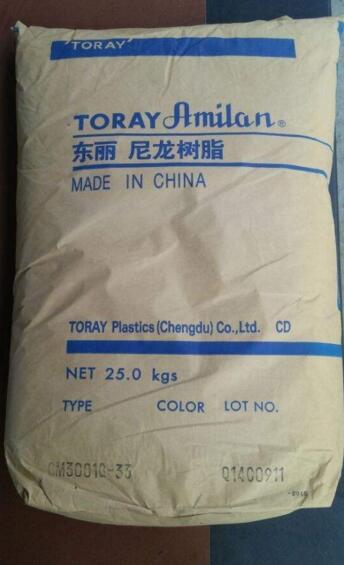 TORAY
TORAY Amilan®
东丽 尼龙树脂
MADE IN CHINA
TORAY Plastics (Chengdu) Co., Ltd. CD
NET 25.0 kgs
TYPE COLOR LOT NO.
CM3001Q-33 Q1400911